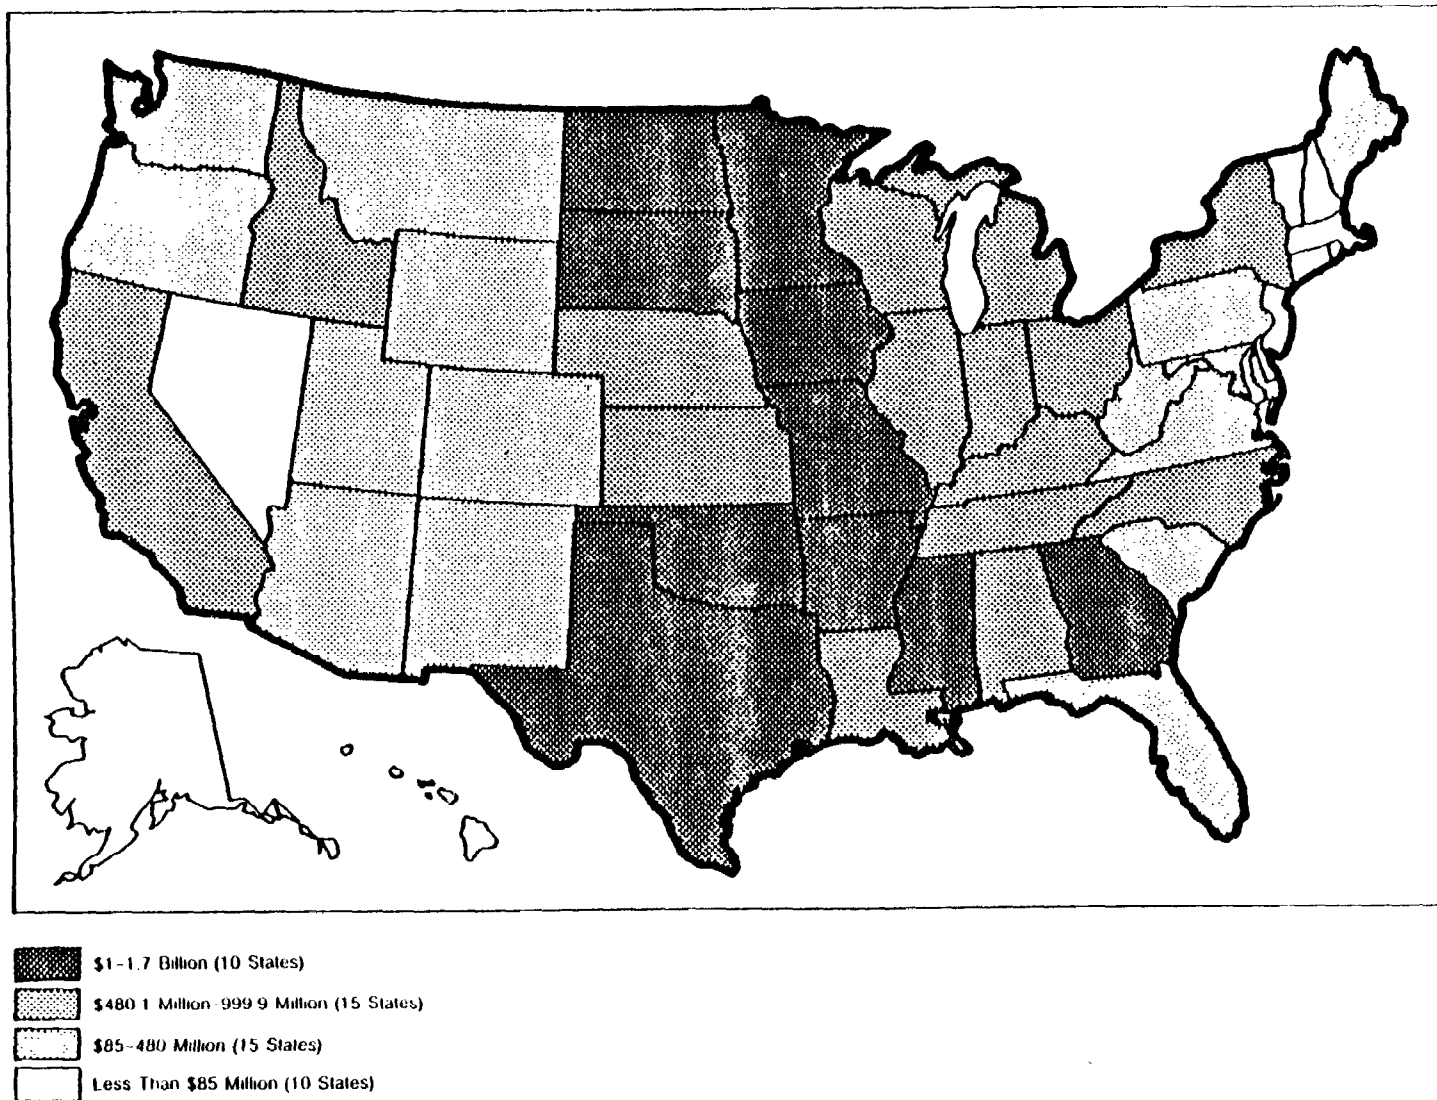 $1-1.7 Billion (10 States)
$480 1 Million-999 9 Million (15 States)
$85-480 Million (15 States)
Less Than $85 Million (10 States)